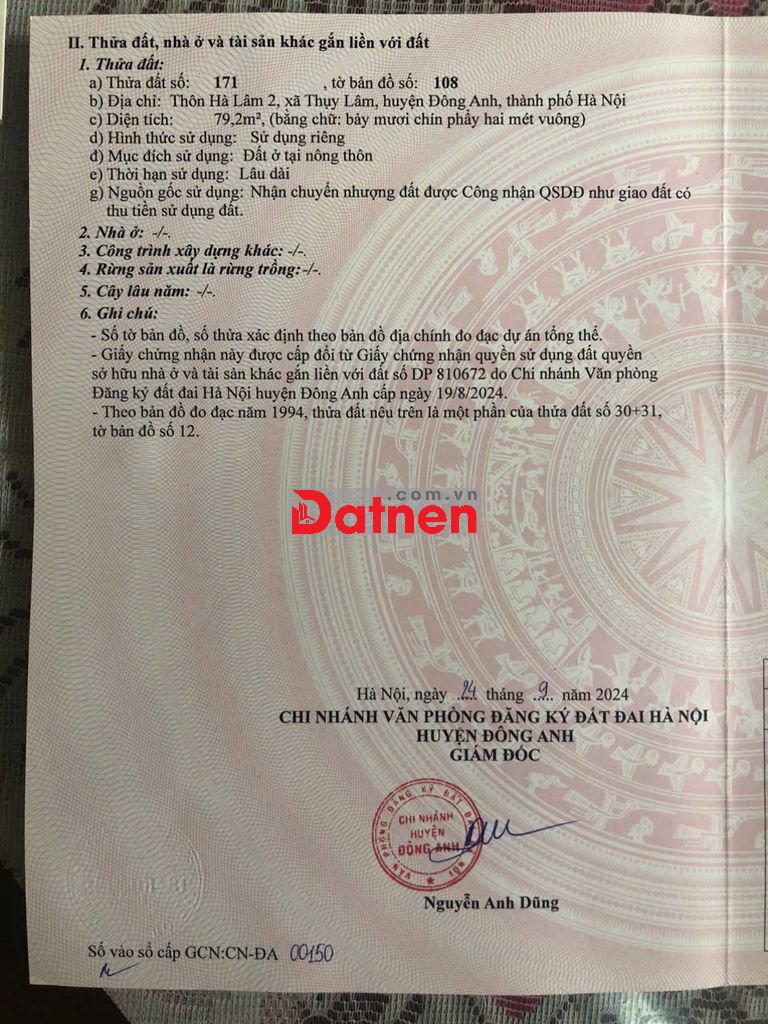 II. Thửa đất, nhà ở và tài sản khác gắn liền với đất
1. Thửa đất:
a) Thửa đất số: 171 , tờ bản đồ số: 108
b) Địa chỉ: Thôn Hà Lâm 2, xã Thụy Lâm, huyện Đông Anh, thành phố Hà Nội
c) Diện tích: 79,2m², (bằng chữ: bảy mươi chín phẩy hai mét vuông)
d) Hình thức sử dụng: Sử dụng riêng
đ) Mục đích sử dụng: Đất ở tại nông thôn
e) Thời hạn sử dụng: Lâu dài
g) Nguồn gốc sử dụng: Nhận chuyển nhượng đất được Công nhận QSDĐ như giao đất có
thu tiền sử dụng đất.
2. Nhà ở: -/-.
3. Công trình xây dựng khác: -/-.
4. Rừng sản xuất là rừng trồng:-/-.
5. Cây lâu năm: -/-.
6. Ghi chú:
- Số tờ bản đồ, số thửa xác định theo bản đồ địa chính đo đạc dự án tổng thể.
- Giấy chứng nhận này được cấp đổi từ Giấy chứng nhận quyền sử dụng đất quyền
sở hữu nhà ở và tài sản khác gắn liền với đất số DP 810672 do Chi nhánh Văn phòng
Đăng ký đất đai Hà Nội huyện Đông Anh cấp ngày 19/8/2024.
- Theo bản đồ đo đạc năm 1994, thửa đất nêu trên là một phần của thửa đất số 30+31,
tờ bản đồ số 12.
.com.vn
Datnen
Hà Nội, ngày 24 tháng 9 năm 2024
CHI NHÁNH VĂN PHÒNG ĐĂNG KÝ ĐẤT ĐAI HÀ NỘI
HUYỆN ĐÔNG ANH
GIÁM ĐỐC
VĂN PHÒNG ĐĂNG KÝ ĐẤT ĐAI
NỘI
CHI NHÁNH
HUYỆN
ĐÔNG ANH
Nguyễn Anh Dũng
Số vào sổ cấp GCN:CN-ĐA 00150